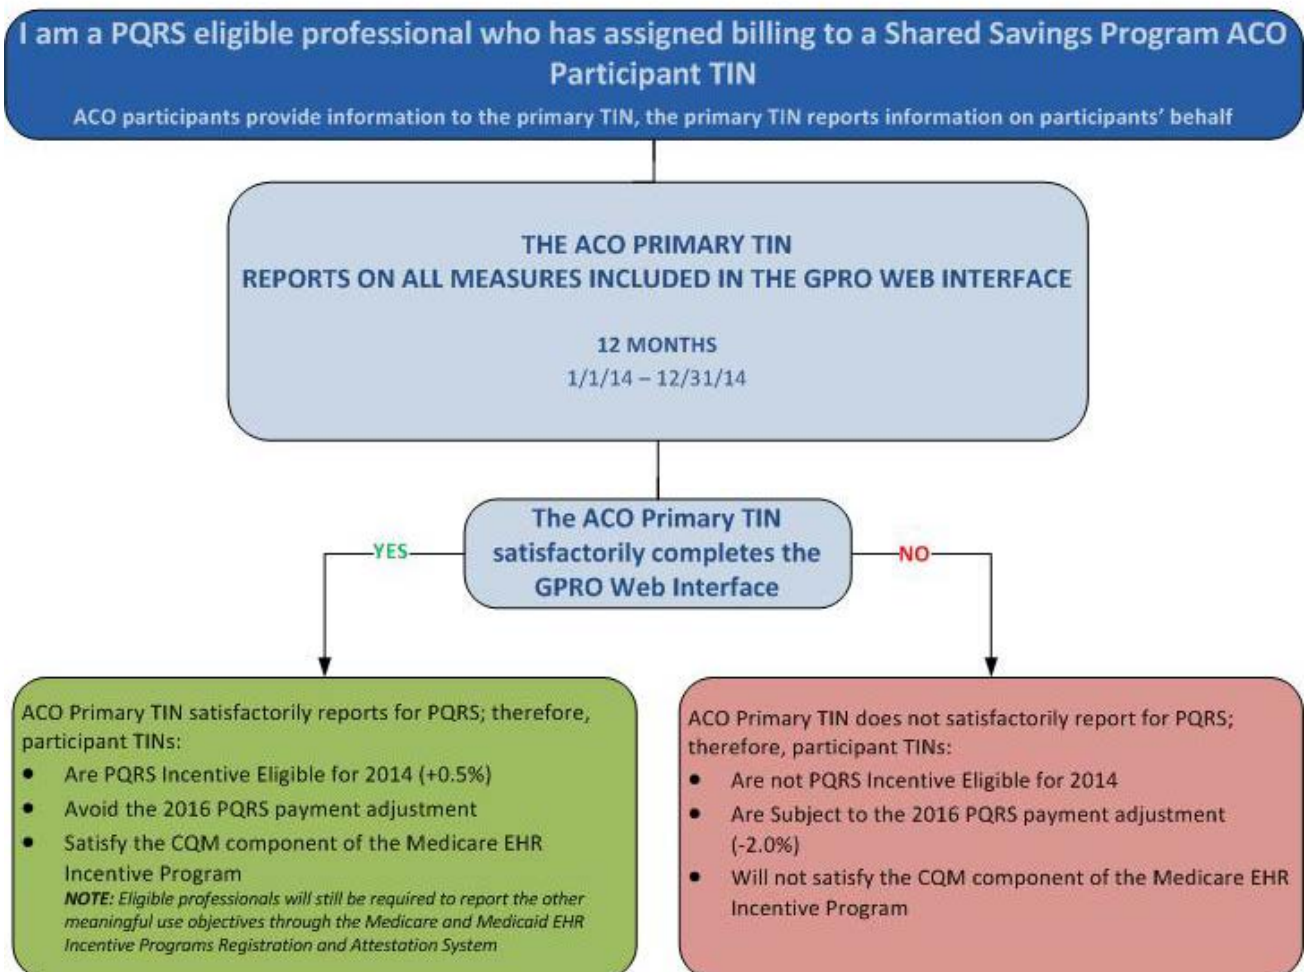 I am a PQRS eligible professional who has assigned billing to a Shared Savings Program ACO
Participant TIN
ACO participants provide information to the primary TIN, the primary TIN reports information on participants' behalf
THE ACO PRIMARY TIN
REPORTS ON ALL MEASURES INCLUDED IN THE GPRO WEB INTERFACE
12 MONTHS
1/1/14 – 12/31/14
The ACO Primary TIN
satisfactorily completes the
GPRO Web Interface
YES
NO
ACO Primary TIN satisfactorily reports for PQRS; therefore,
participant TINs:
● Are PQRS Incentive Eligible for 2014 (+0.5%)
● Avoid the 2016 PQRS payment adjustment
● Satisfy the CQM component of the Medicare EHR
Incentive Program
NOTE: Eligible professionals will still be required to report the other
meaningful use objectives through the Medicare and Medicaid EHR
Incentive Programs Registration and Attestation System
ACO Primary TIN does not satisfactorily report for PQRS;
therefore, participant TINs:
● Are not PQRS Incentive Eligible for 2014
● Are Subject to the 2016 PQRS payment adjustment
(-2.0%)
● Will not satisfy the CQM component of the Medicare EHR
Incentive Program